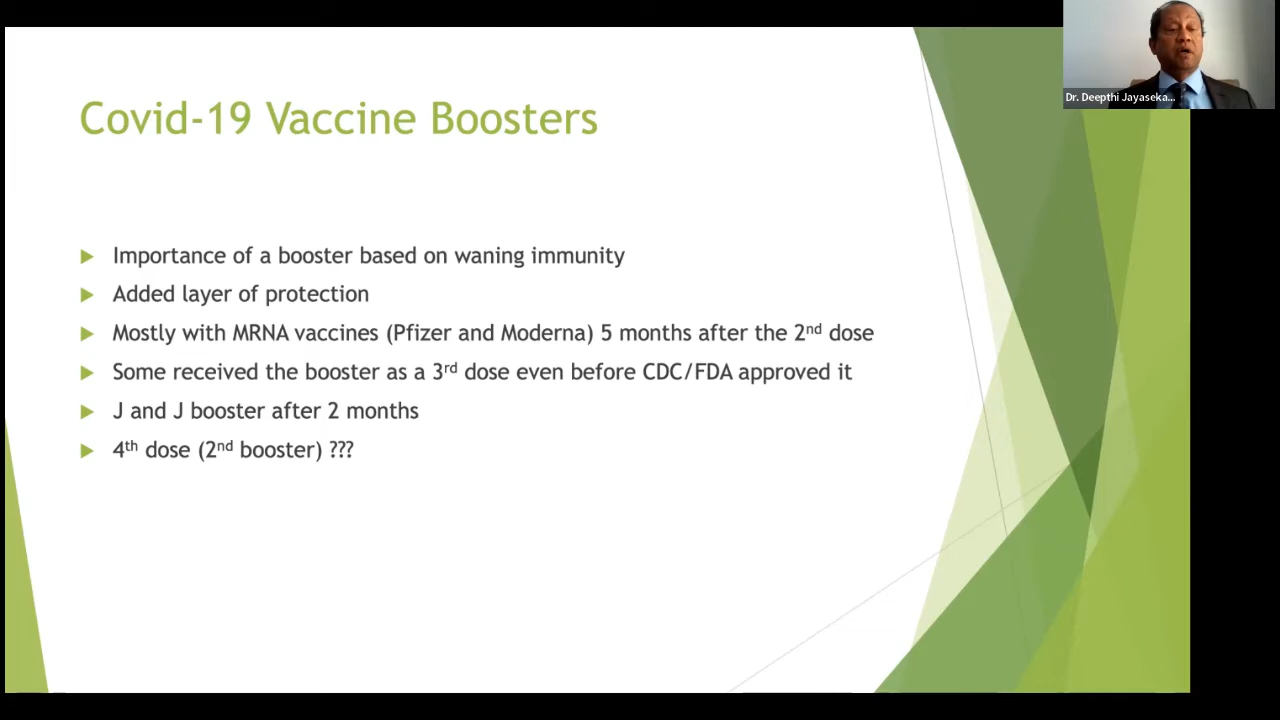 Covid-19 Vaccine Boosters
Importance of a booster based on waning immunity
Added layer of protection
Mostly with MRNA vaccines (Pfizer and Moderna) 5 months after the 2nd dose
Some received the booster as a 3rd dose even before CDC/FDA approved it
J and J booster after 2 months
4th dose (2nd booster) ???
Dr. Deepthi Jayaseka...